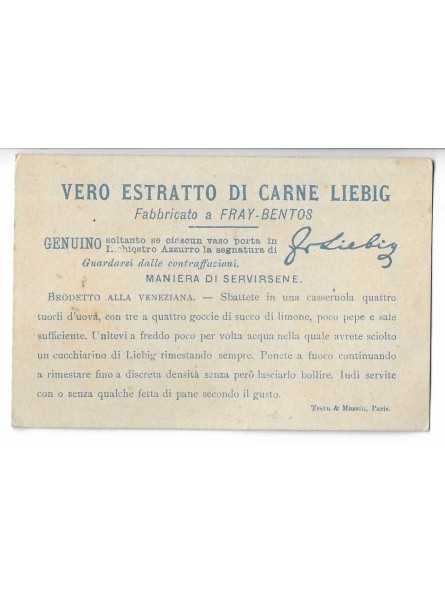 VERO ESTRATTO DI CARNE LIEBIG
Fabbricato a FRAY-BENTOS
GENUINO soltanto se ciascun vaso porta in
Inchiostro Azzurro la segnatura di
Jv Liebig
Guardarsi dalle contraffazioni.
MANIERA DI SERVIRSENE.
BRODETTO ALLA VENEZIANA. — Sbattete in una casseruola quattro
tuorli d'uova, con tre a quattro goccie di succo di limone, poco pepe e sale
sufficiente. Unitevi a freddo poco per volta acqua nella quale avrete sciolto
un cucchiarino di Liebig rimestando sempre. Ponete a fuoco continuando
a rimestare fino a discreta densità senza però lasciarlo bollire. Indi servite
con o senza qualche fetta di pane secondo il gusto.
Testu & Massin, Paris.